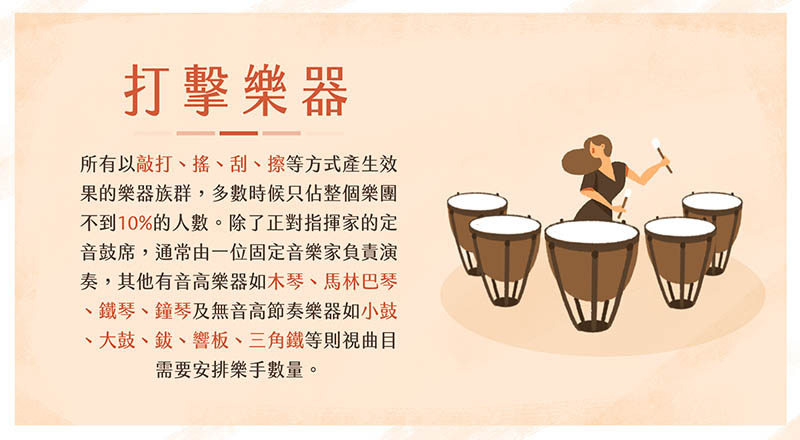 打擊樂器
所有以敲打、搖、刮、擦等方式產生效
果的樂器族群，多數時候只佔整個樂團
不到10%的人數。除了正對指揮家的定
音鼓席，通常由一位固定音樂家負責演
奏，其他有音高樂器如木琴、馬林巴琴
、鐵琴、鐘琴及無音高節奏樂器如小鼓
、大鼓、鈸、響板、三角鐵等則視曲目
需要安排樂手數量。